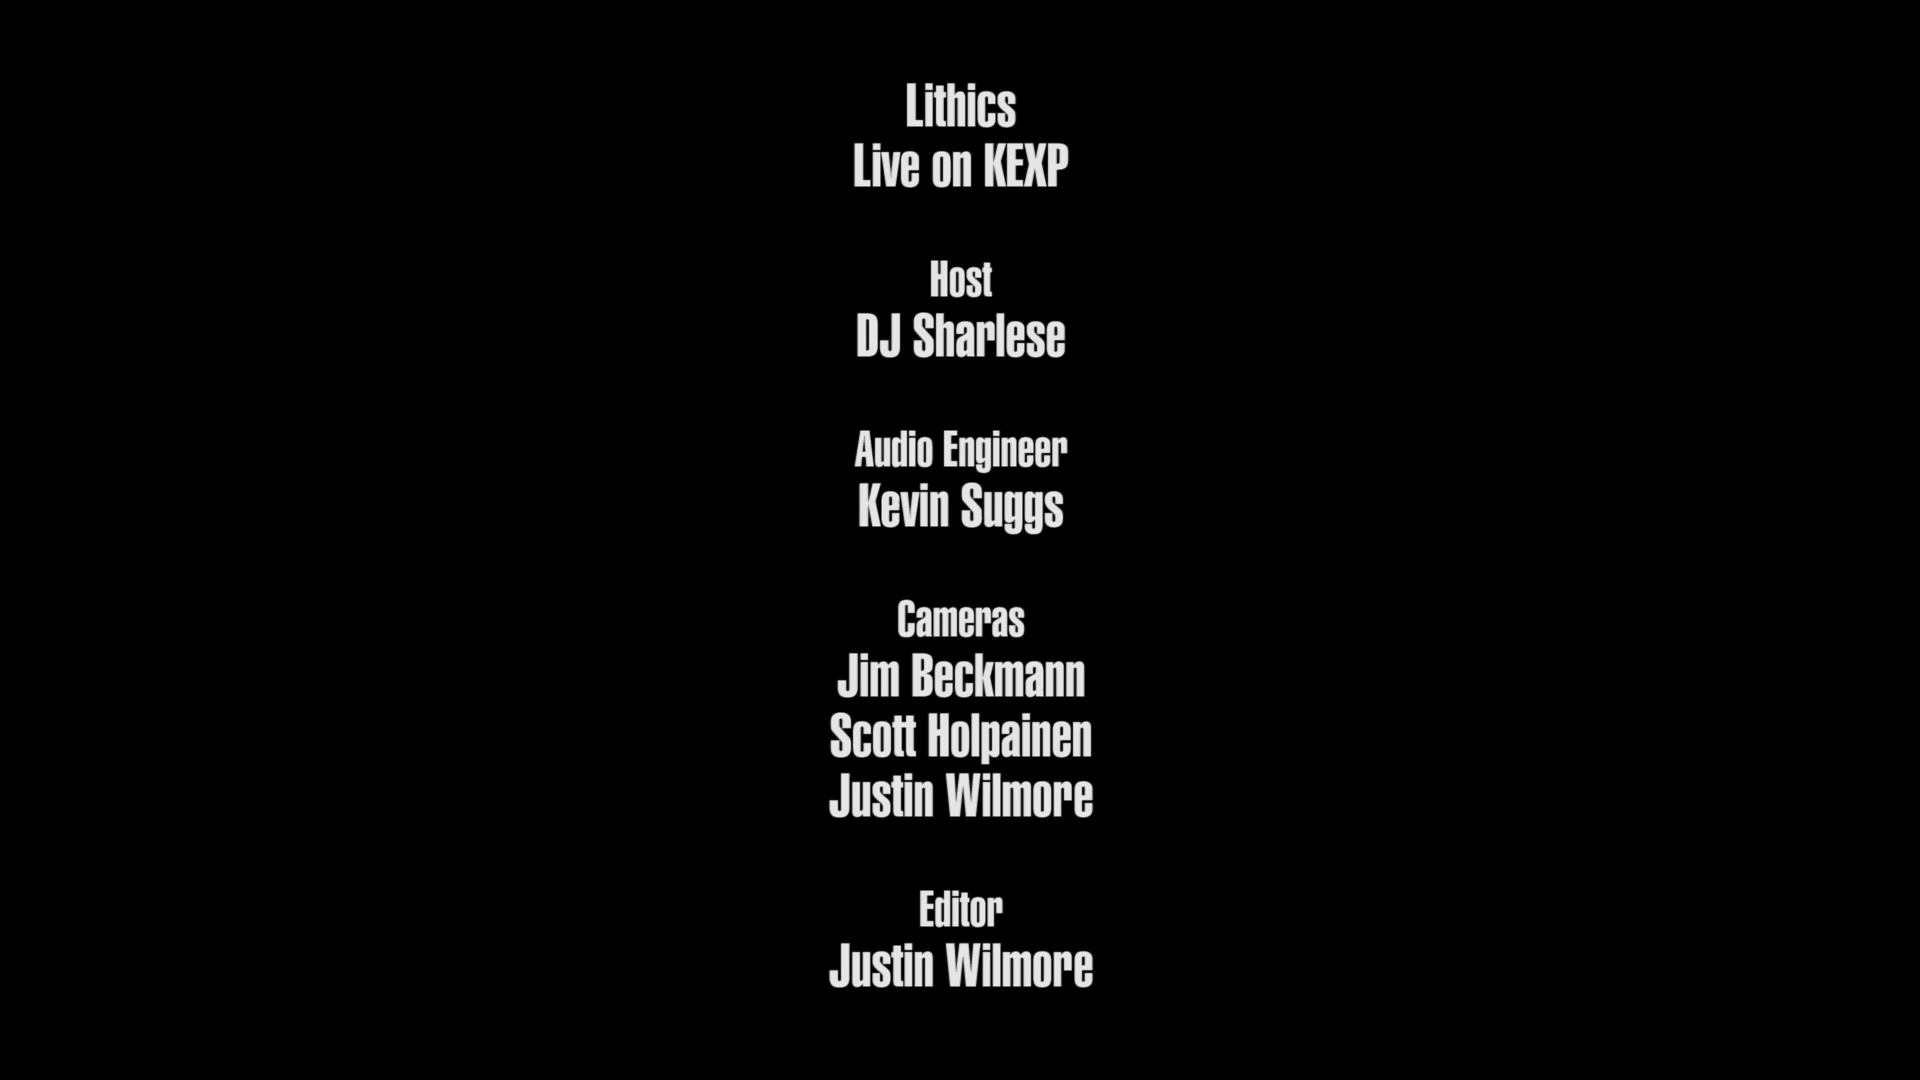 Lithics
Live on KEXP
Host
DJ Sharlese
Audio Engineer
Kevin Suggs
Cameras
Jim Beckmann
Scott Holpainen
Justin Wilmore
Editor
Justin Wilmore